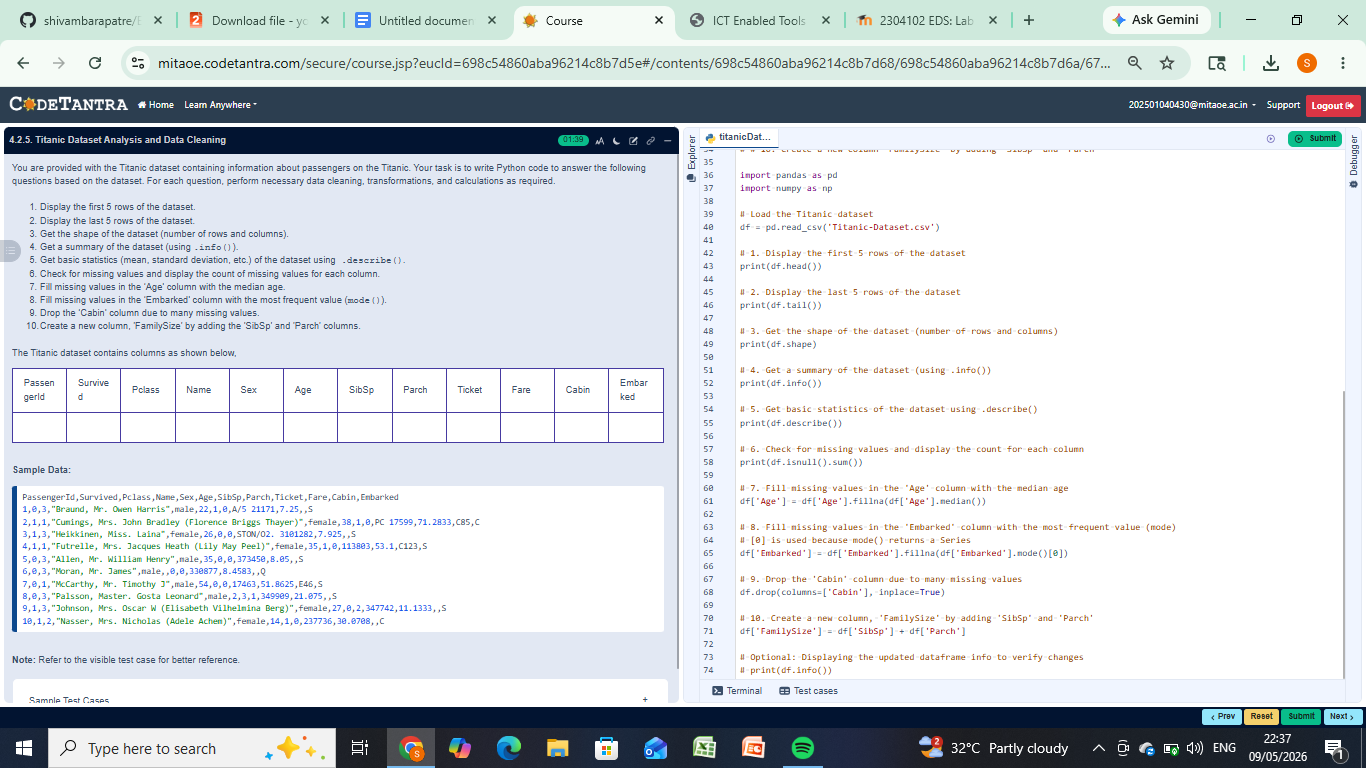 shivambarapatre/E
Download file - yo
Untitled documen
Course
ICT Enabled Tools
2304102 EDS: Lab
Ask Gemini
mitaoe.codetantra.com/secure/course.jsp?eucId=698c54860aba96214c8b7d5e#/contents/698c54860aba96214c8b7d68/698c54860aba96214c8b7d6a/67...
S
CODETANTRA
Home
Learn Anywhere
202501040430@mitaoe.ac.in
Support
Logout
4.2.5. Titanic Dataset Analysis and Data Cleaning
01:39
AA
You are provided with the Titanic dataset containing information about passengers on the Titanic. Your task is to write Python code to answer the following
questions based on the dataset. For each question, perform necessary data cleaning, transformations, and calculations as required.
1. Display the first 5 rows of the dataset.
2. Display the last 5 rows of the dataset.
3. Get the shape of the dataset (number of rows and columns).
4. Get a summary of the dataset (using .info()).
5. Get basic statistics (mean, standard deviation, etc.) of the dataset using .describe().
6. Check for missing values and display the count of missing values for each column.
7. Fill missing values in the 'Age' column with the median age.
8. Fill missing values in the 'Embarked' column with the most frequent value (mode()).
9. Drop the 'Cabin' column due to many missing values.
10. Create a new column, 'FamilySize' by adding the 'SibSp' and 'Parch' columns.
The Titanic dataset contains columns as shown below,
Passen
gerId
Survive
d
Pclass
Name
Sex
Age
SibSp
Parch
Ticket
Fare
Cabin
Embar
ked
Sample Data:
PassengerId,Survived,Pclass,Name,Sex,Age,SibSp,Parch,Ticket,Fare,Cabin,Embarked
1,0,3,"Braund, Mr. Owen Harris",male,22,1,0,A/5 21171,7.25,,S
2,1,1,"Cumings, Mrs. John Bradley (Florence Briggs Thayer)",female,38,1,0,PC 17599,71.2833,C85,C
3,1,3,"Heikkinen, Miss. Laina",female,26,0,0,STON/O2. 3101282,7.925,,S
4,1,1,"Futrelle, Mrs. Jacques Heath (Lily May Peel)",female,35,1,0,113803,53.1,C123,S
5,0,3,"Allen, Mr. William Henry",male,35,0,0,373450,8.05,,S
6,0,3,"Moran, Mr. James",male,,0,0,330877,8.4583,,Q
7,0,1,"McCarthy, Mr. Timothy J",male,54,0,0,17463,51.8625,E46,S
8,0,3,"Palsson, Master. Gosta Leonard",male,2,3,1,349909,21.075,,S
9,1,3,"Johnson, Mrs. Oscar W (Elisabeth Vilhelmina Berg)",female,27,0,2,347742,11.1333,,S
10,1,2,"Nasser, Mrs. Nicholas (Adele Achem)",female,14,1,0,237736,30.0708,,C
Note: Refer to the visible test case for better reference.
Sample Test Cases
+
Explorer
titanicDat...
Submit
Debugger
34 # # 10. Create a new column 'FamilySize' by adding 'SibSp' and 'Parch'
35
36 import pandas as pd
37 import numpy as np
38
39 # Load the Titanic dataset
40 df = pd.read_csv('Titanic-Dataset.csv')
41
42 # 1. Display the first 5 rows of the dataset
43 print(df.head())
44
45 # 2. Display the last 5 rows of the dataset
46 print(df.tail())
47
48 # 3. Get the shape of the dataset (number of rows and columns)
49 print(df.shape)
50
51 # 4. Get a summary of the dataset (using .info())
52 print(df.info())
53
54 # 5. Get basic statistics of the dataset using .describe()
55 print(df.describe())
56
57 # 6. Check for missing values and display the count for each column
58 print(df.isnull().sum())
59
60 # 7. Fill missing values in the 'Age' column with the median age
61 df['Age'] = df['Age'].fillna(df['Age'].median())
62
63 # 8. Fill missing values in the 'Embarked' column with the most frequent value (mode)
64 # [0] is used because mode() returns a Series
65 df['Embarked'] = df['Embarked'].fillna(df['Embarked'].mode()[0])
66
67 # 9. Drop the 'Cabin' column due to many missing values
68 df.drop(columns=['Cabin'], inplace=True)
69
70 # 10. Create a new column, 'FamilySize' by adding 'SibSp' and 'Parch'
71 df['FamilySize'] = df['SibSp'] + df['Parch']
72
73 # Optional: Displaying the updated dataframe info to verify changes
74 # print(df.info())
Terminal
Test cases
Prev
Reset
Submit
Next
Type here to search
32°C Partly cloudy
ENG
22:37
09/05/2026
1